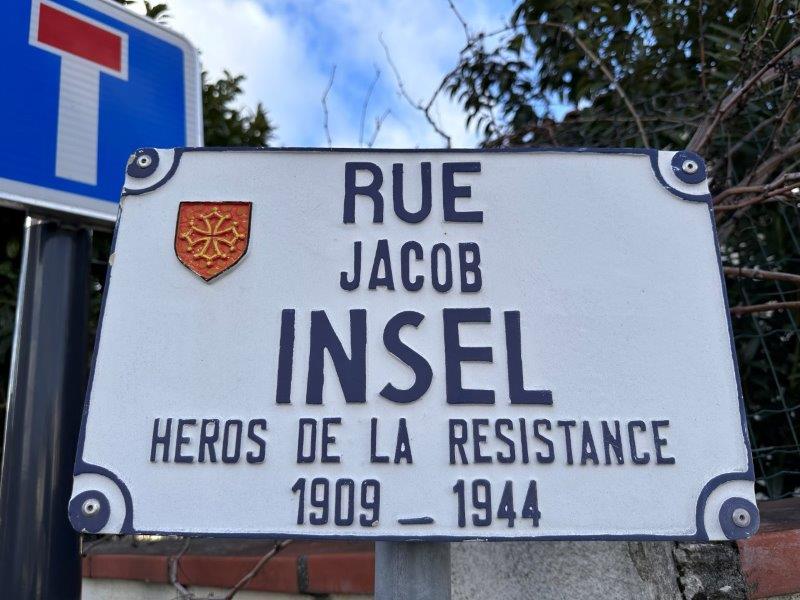 RUE
JACOB
INSEL
HEROS DE LA RESISTANCE
1909 _ 1944